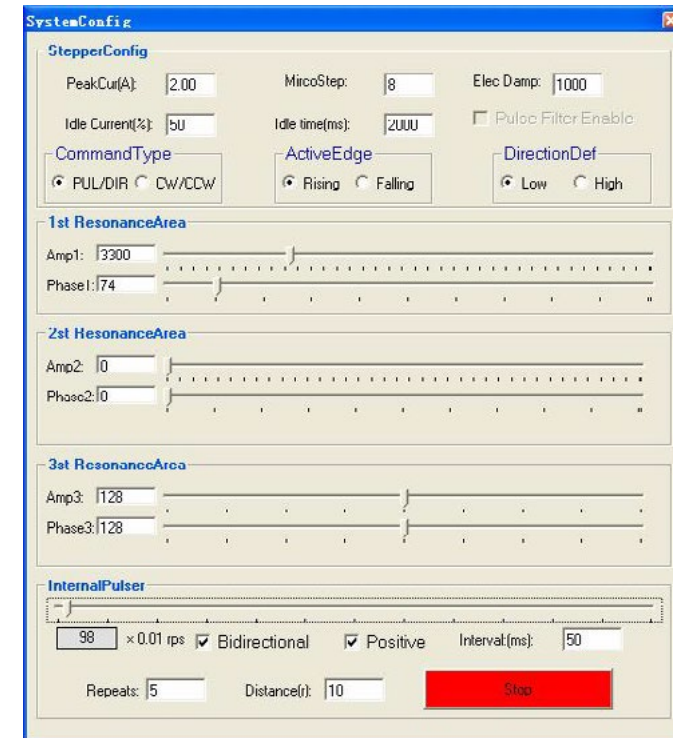 SystemConfig
StepperConfig
PeakCur(A): 2.00 MircoStep: 8 Elec Damp: 1000
Idle Current(%): 50 Idle time(ms): 2000 Pulse Filter Enable
CommandType ActiveEdge DirectionDef
PUL/DIR CW/CCW Rising Falling Low High
1st ResonanceArea
Amp1: 3300
Phase1: 74
2st ResonanceArea
Amp2: 0
Phase2: 0
3st ResonanceArea
Amp3: 128
Phase3: 128
InternalPulser
98 × 0.01 rps Bidirectional Positive Interval:(ms): 50
Repeats: 5 Distance(r): 10 Stop